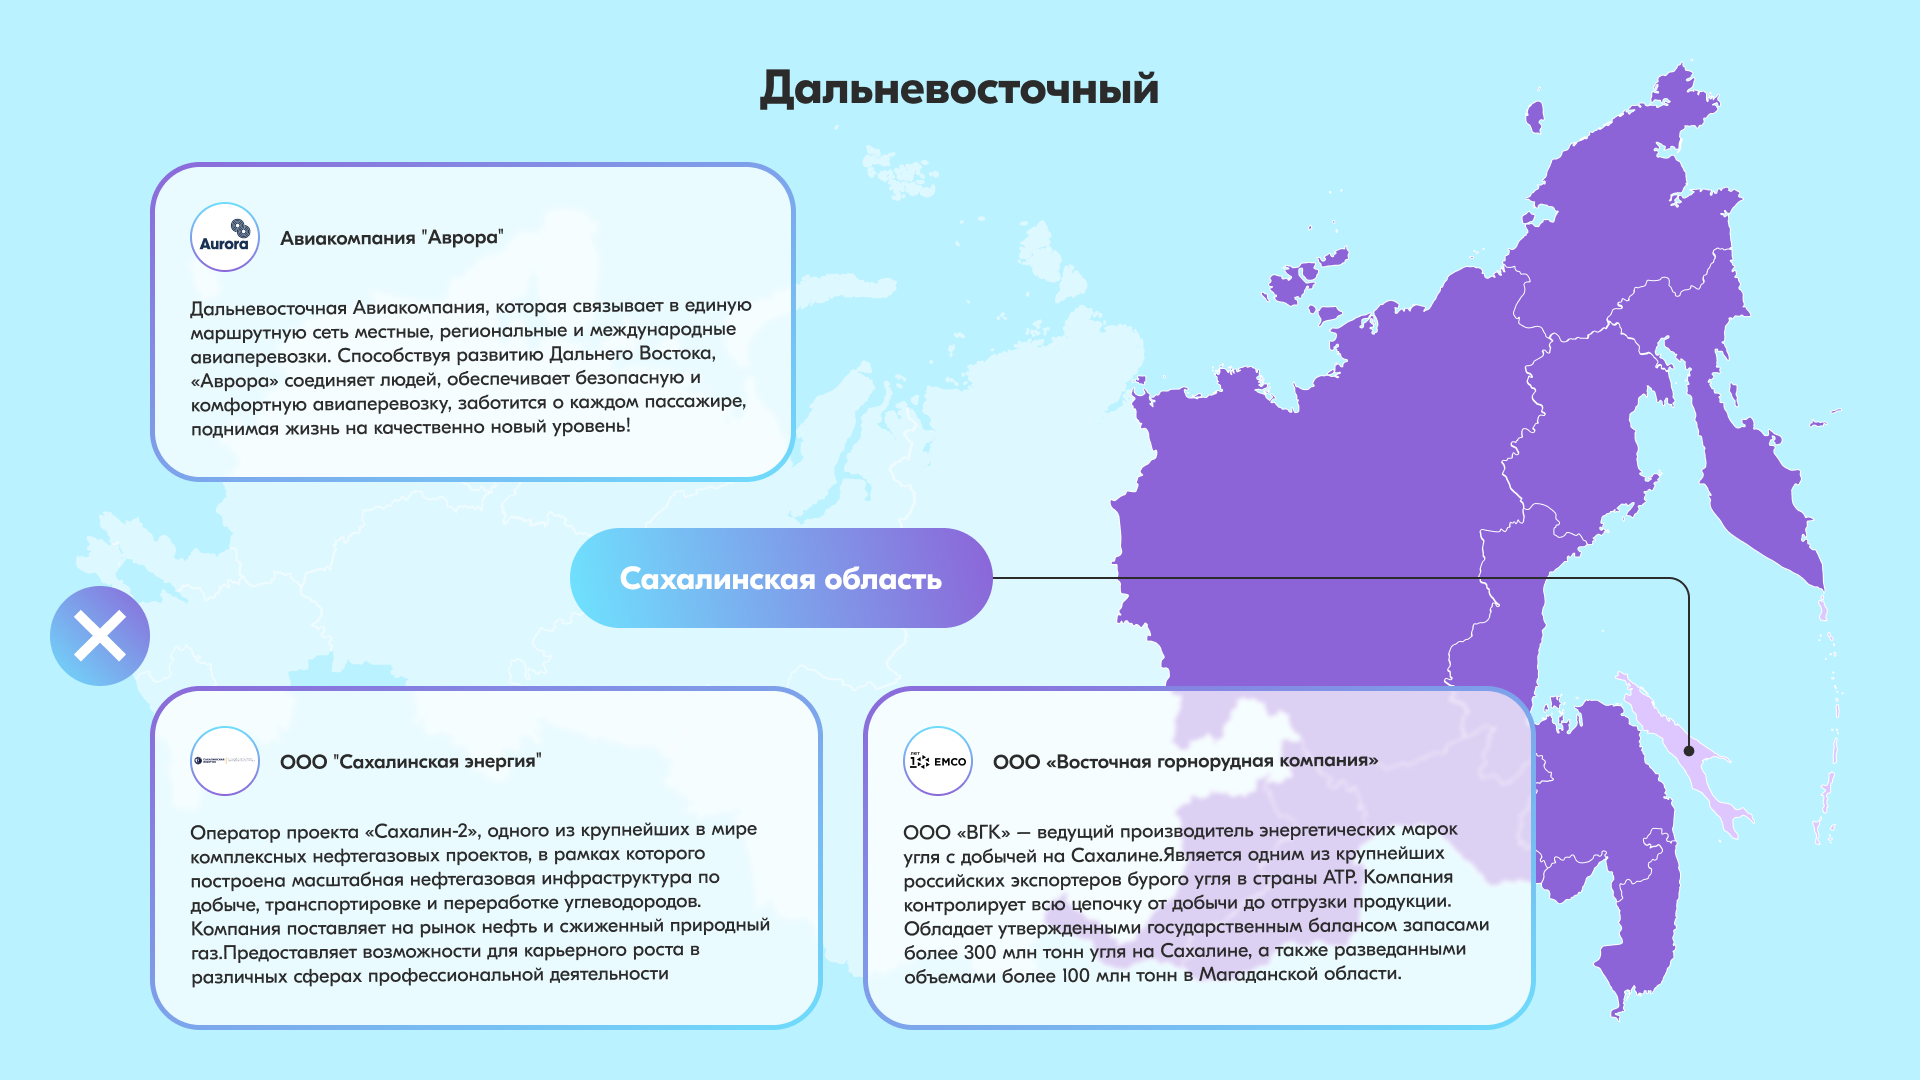 Дальневосточный
Aurora
Авиакомпания "Аврора"
Дальневосточная Авиакомпания, которая связывает в единую
маршрутную сеть местные, региональные и международные
авиаперевозки. Способствуя развитию Дальнего Востока,
«Аврора» соединяет людей, обеспечивает безопасную и
комфортную авиаперевозку, заботится о каждом пассажире,
поднимая жизнь на качественно новый уровень!
Сахалинская область
ООО "Сахалинская энергия"
Оператор проекта «Сахалин-2», одного из крупнейших в мире
комплексных нефтегазовых проектов, в рамках которого
построена масштабная нефтегазовая инфраструктура по
добыче, транспортировке и переработке углеводородов.
Компания поставляет на рынок нефть и сжиженный природный
газ.Предоставляет возможности для карьерного роста в
различных сферах профессиональной деятельности
лет
10 EMCO
ООО «Восточная горнорудная компания»
ООО «ВГК» — ведущий производитель энергетических марок
угля с добычей на Сахалине.Является одним из крупнейших
российских экспортеров бурого угля в страны АТР. Компания
контролирует всю цепочку от добычи до отгрузки продукции.
Обладает утвержденными государственным балансом запасами
более 300 млн тонн угля на Сахалине, а также разведанными
объемами более 100 млн тонн в Магаданской области.